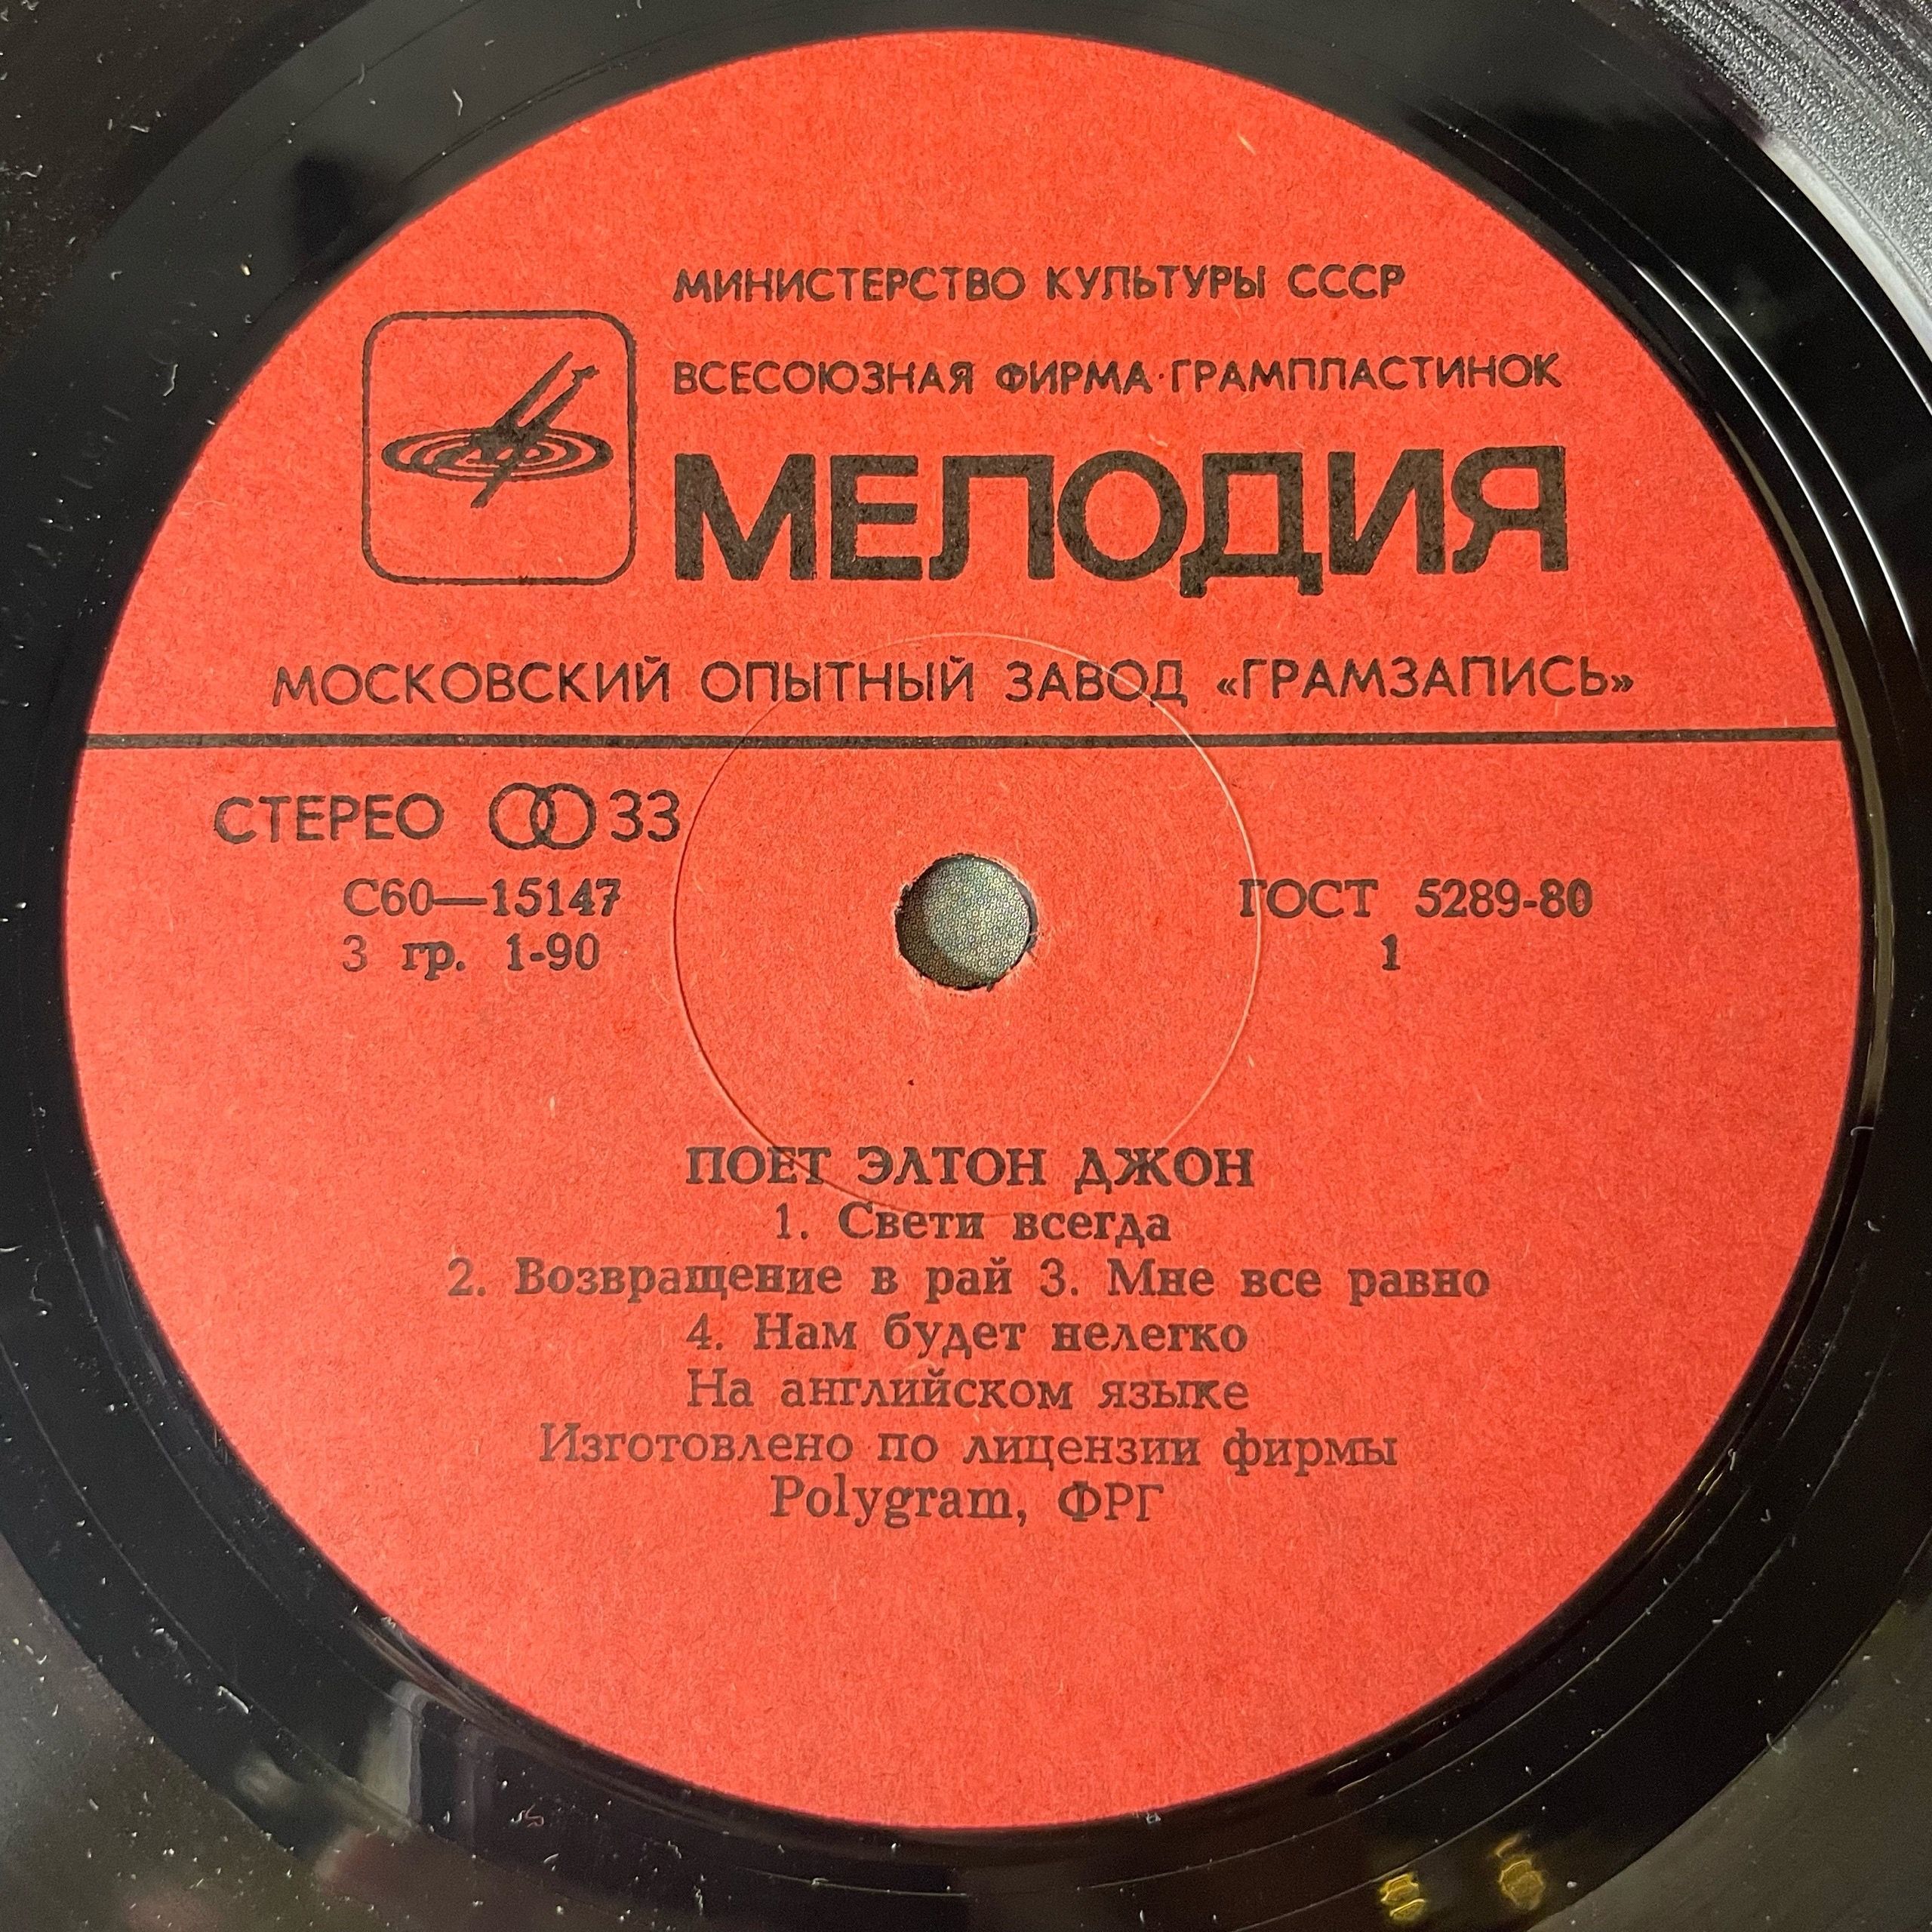 МИНИСТЕРСТВО КУЛЬТУРЫ СССР
ВСЕСОЮЗНАЯ ФИРМА ГРАМПЛАСТИНОК
МЕЛОДИЯ
МОСКОВСКИЙ ОПЫТНЫЙ ЗАВОД «ГРАМЗАПИСЬ»
СТЕРЕО 33
С60—15147
ГОСТ 5289-80
3 гр. 1-90
1
ПОЕТ ЭЛТОН ДЖОН
1. Свети всегда
2. Возвращение в рай 3. Мне все равно
4. Нам будет нелегко
На английском языке
Изготовлено по лицензии фирмы
Polygram, ФРГ